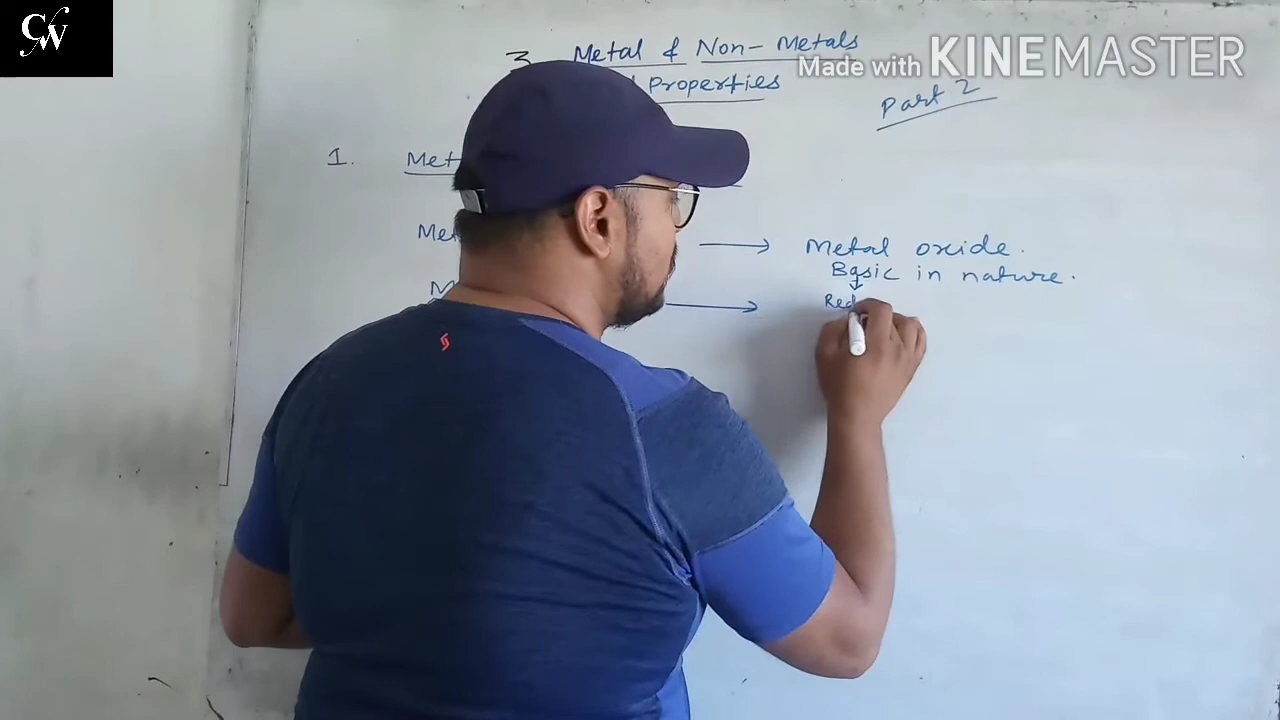 CW
3. Metal & Non-Metals
Made with KINEMASTER
Properties
Part 2
1. Met
Met → Metal oxide.
Basic in nature.
M → Red